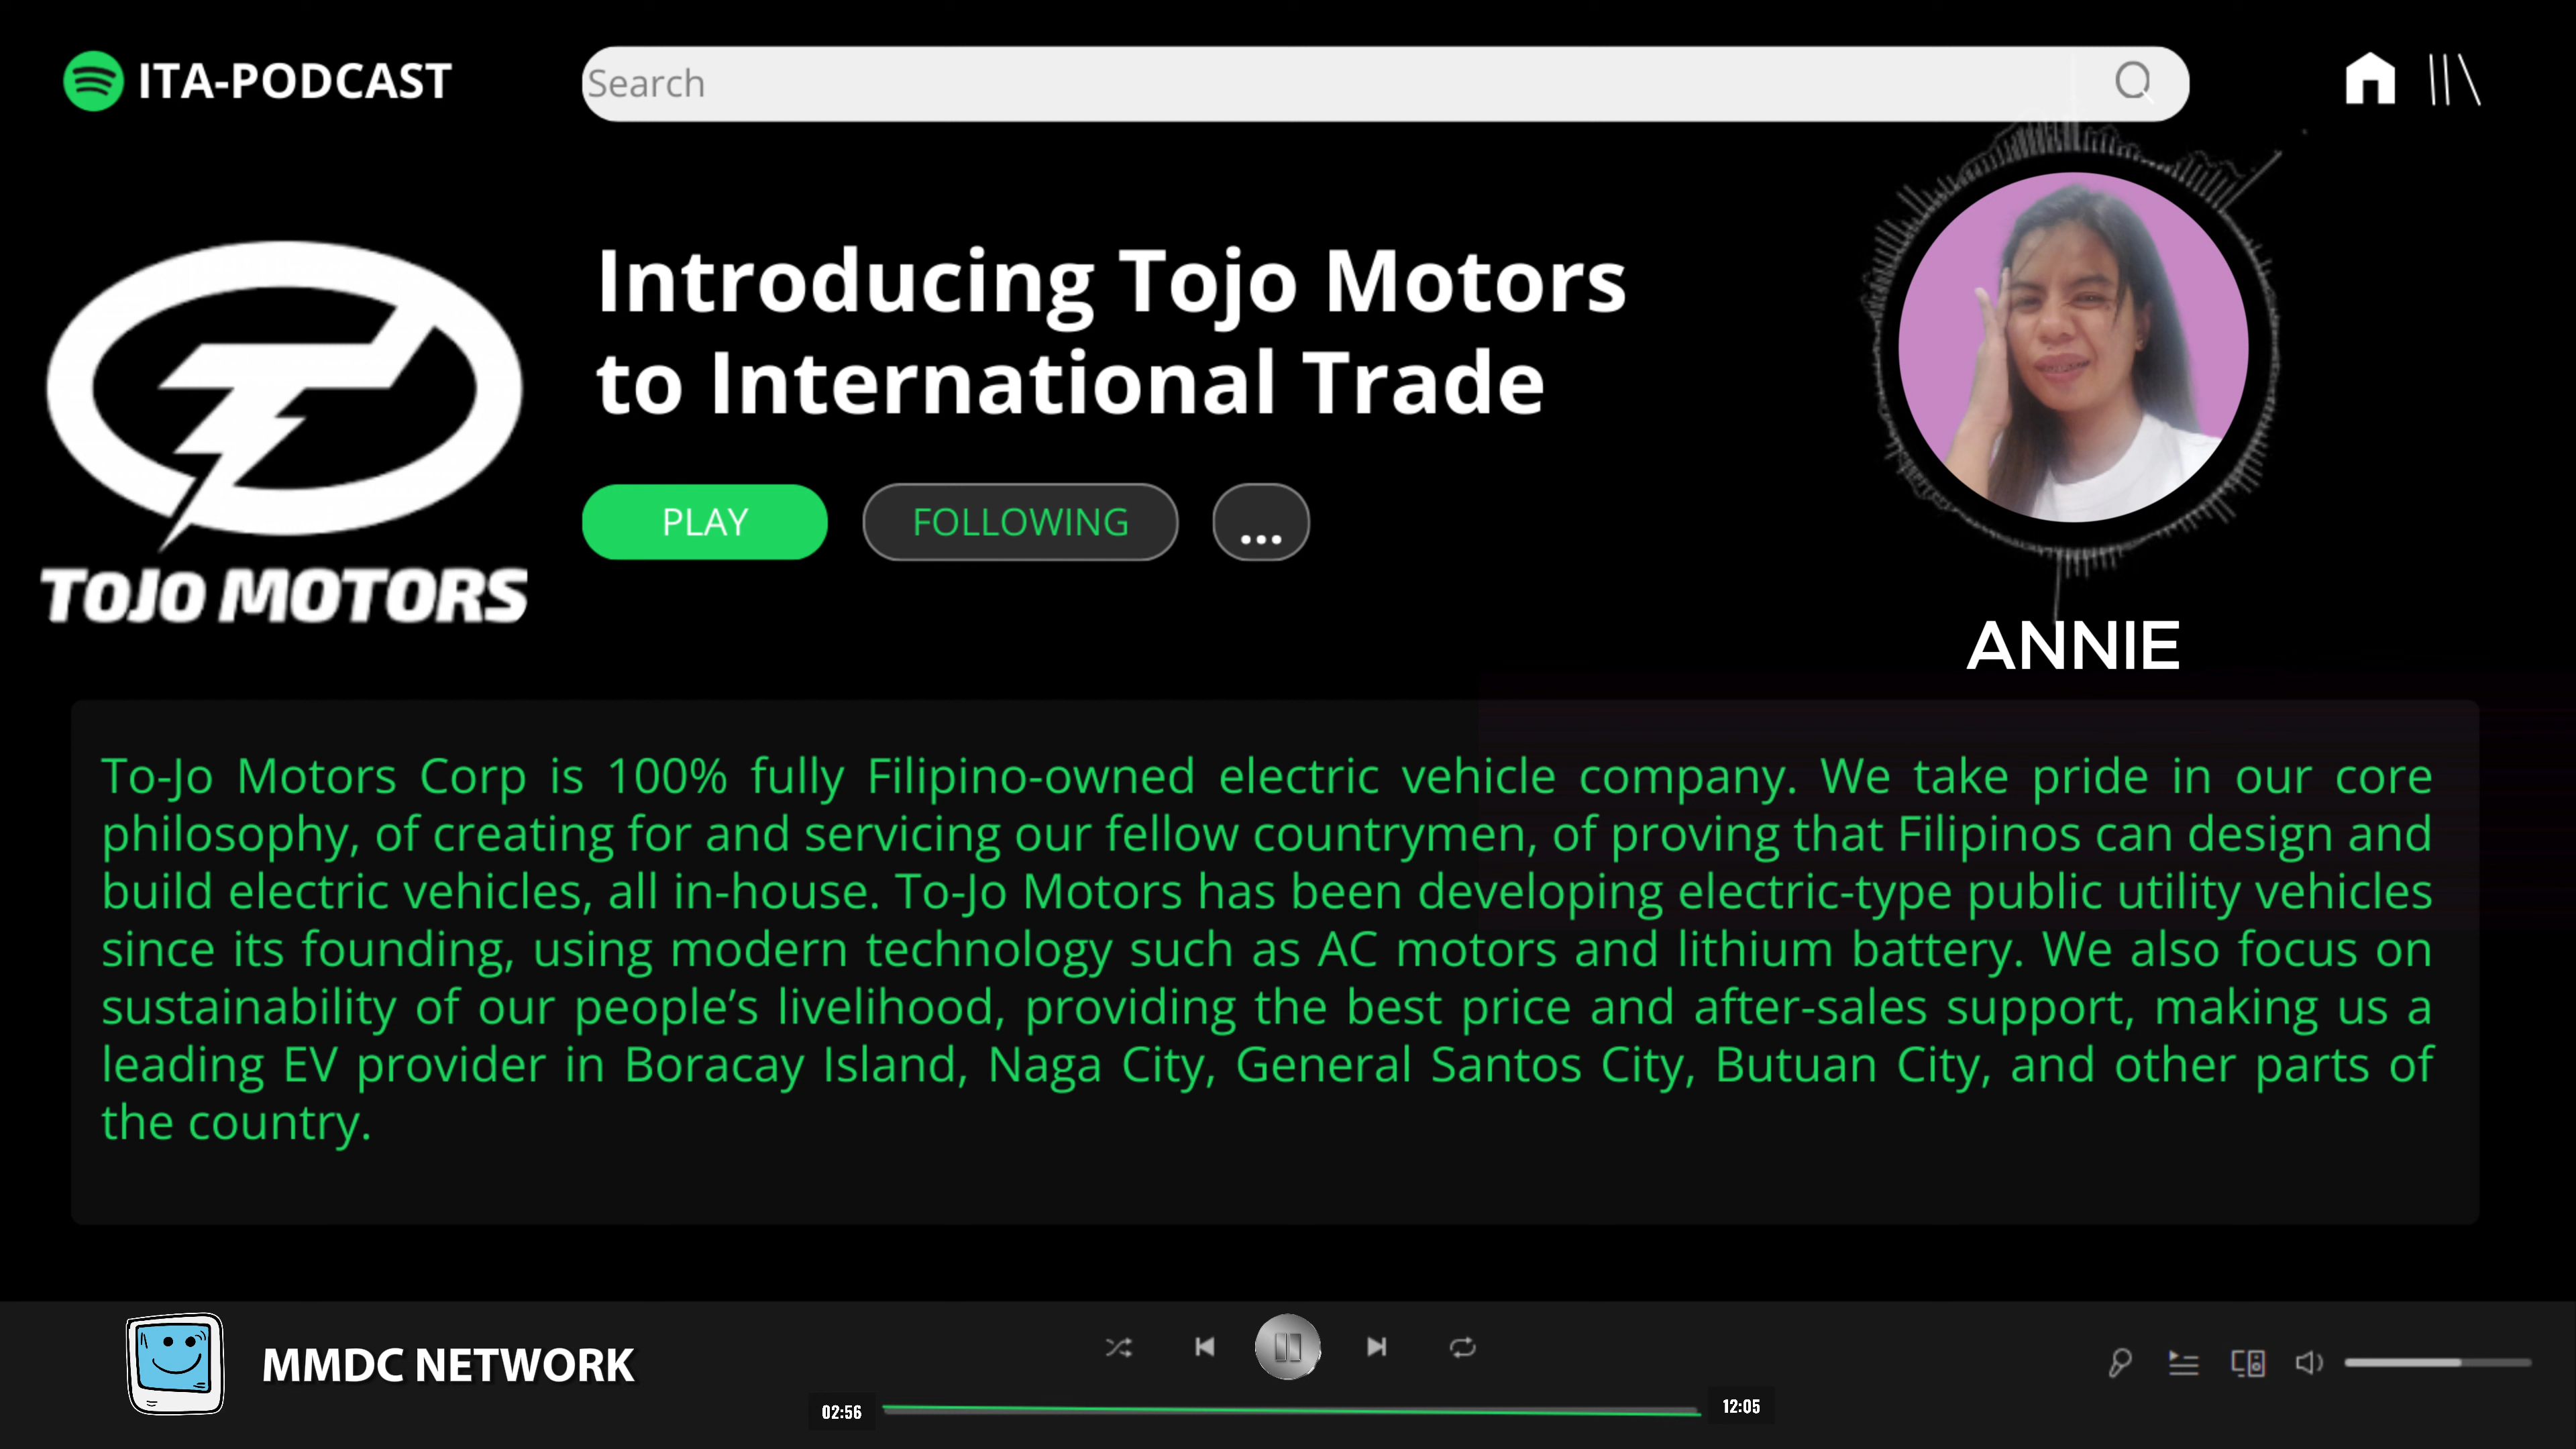 ITA-PODCAST
Search
Introducing Tojo Motors
to International Trade
PLAY
FOLLOWING
...
TOJO MOTORS
ANNIE
To-Jo Motors Corp is 100% fully Filipino-owned electric vehicle company. We take pride in our core
philosophy, of creating for and servicing our fellow countrymen, of proving that Filipinos can design and
build electric vehicles, all in-house. To-Jo Motors has been developing electric-type public utility vehicles
since its founding, using modern technology such as AC motors and lithium battery. We also focus on
sustainability of our people’s livelihood, providing the best price and after-sales support, making us a
leading EV provider in Boracay Island, Naga City, General Santos City, Butuan City, and other parts of
the country.
MMDC NETWORK
02:56
12:05